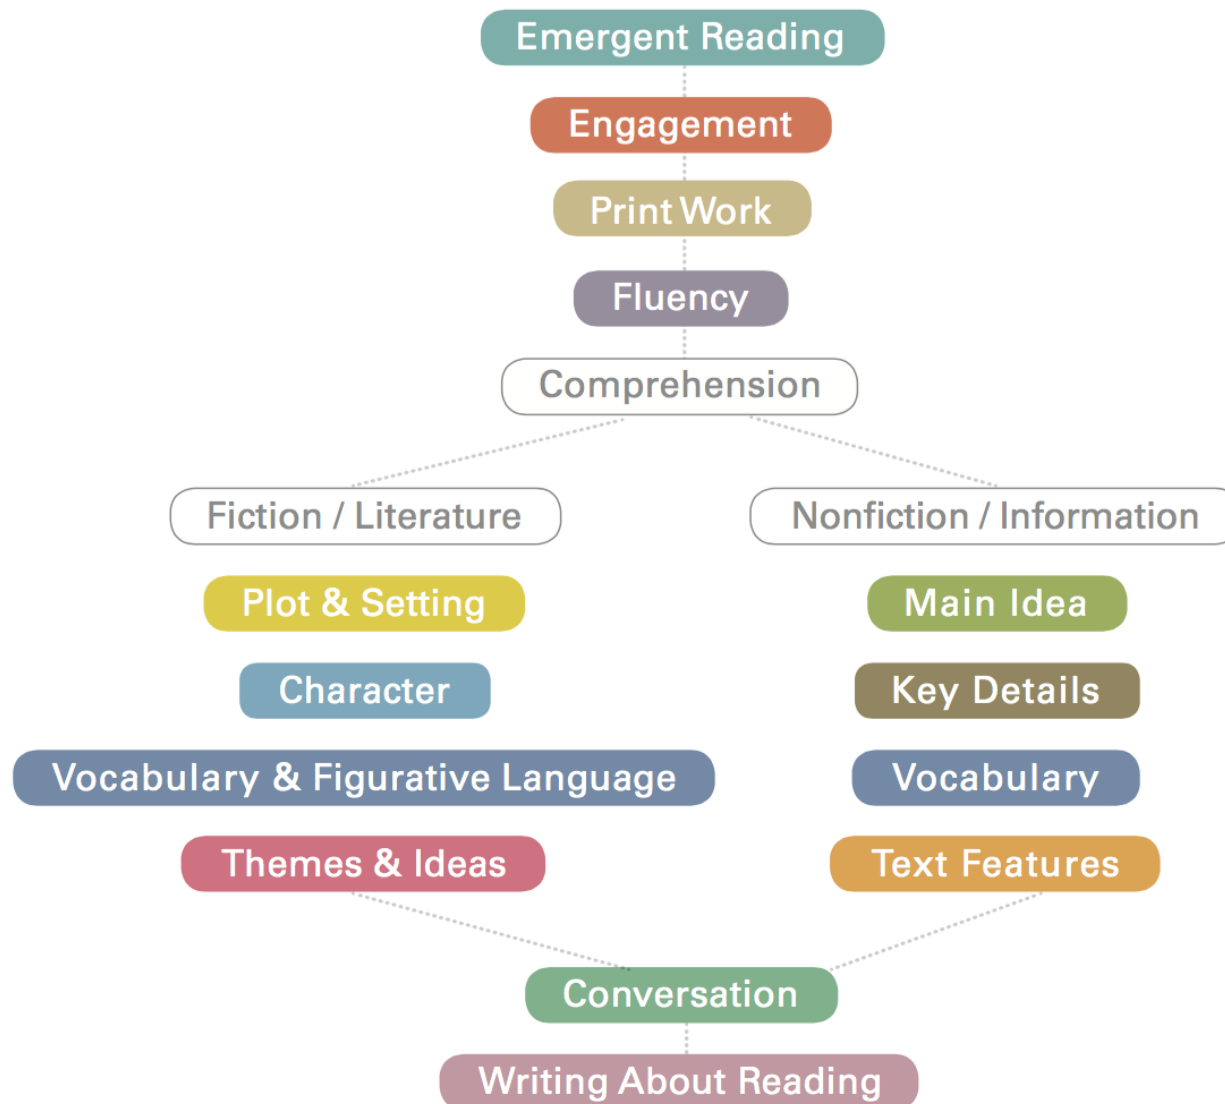 Emergent Reading
Engagement
Print Work
Fluency
Comprehension
Fiction / Literature
Plot & Setting
Character
Vocabulary & Figurative Language
Themes & Ideas
Nonfiction / Information
Main Idea
Key Details
Vocabulary
Text Features
Conversation
Writing About Reading